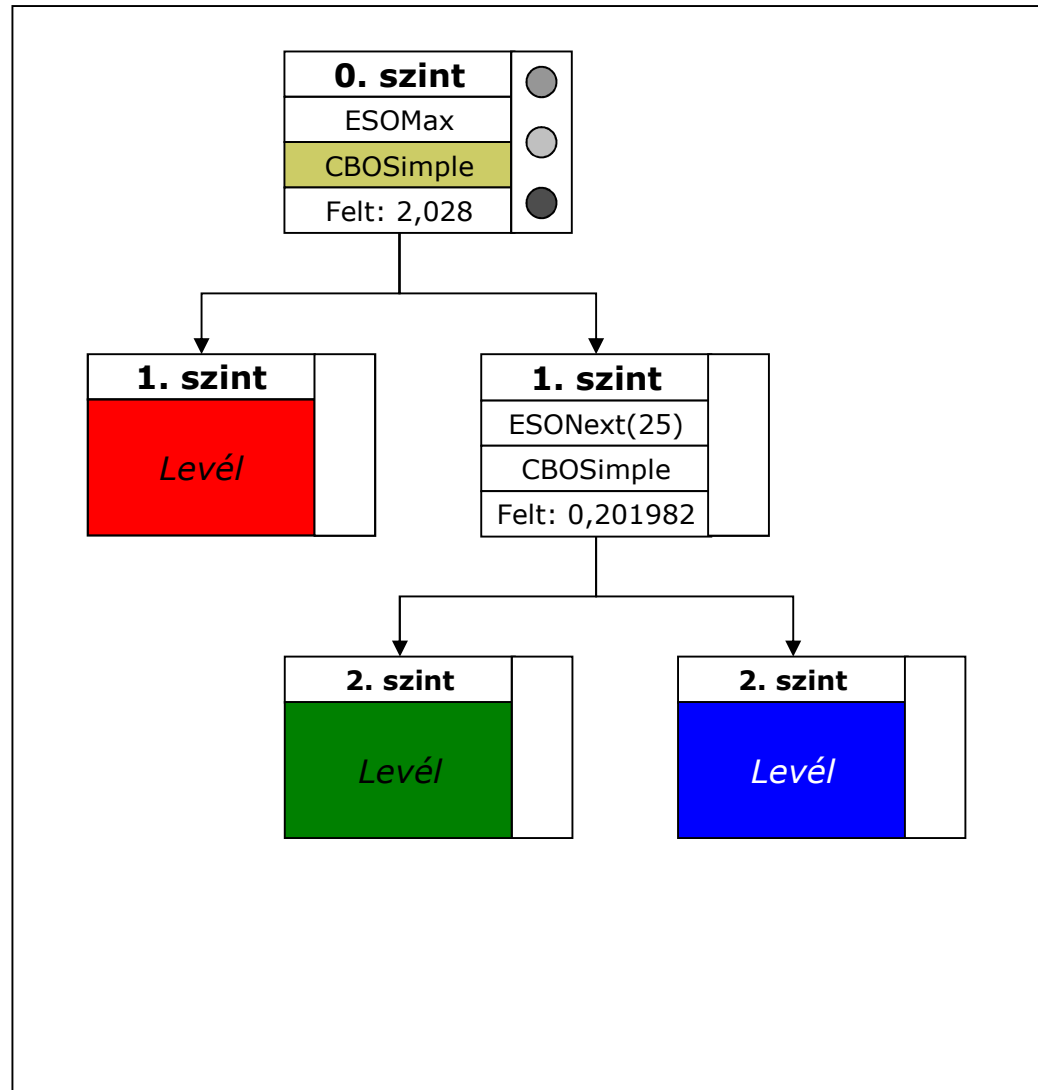 0. szint
ESOMax
CBOSimple
Felt: 2,028
1. szint
Levél
1. szint
ESONext(25)
CBOSimple
Felt: 0,201982
2. szint
Levél
2. szint
Levél